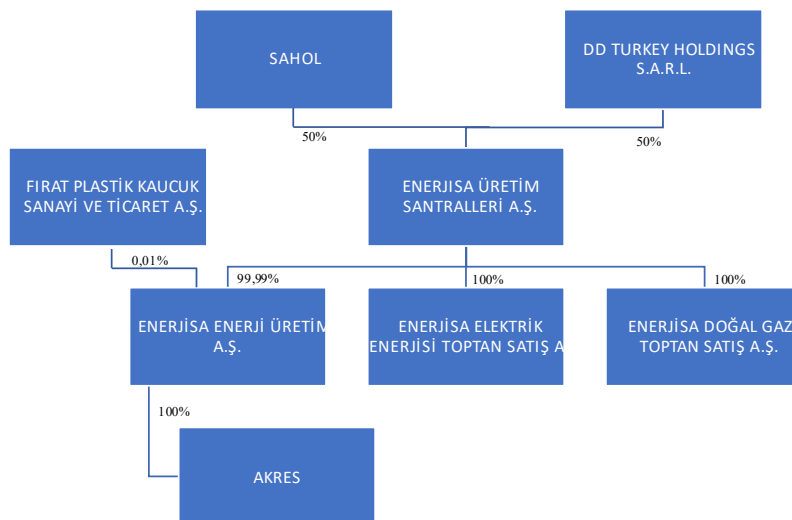 SAHOL
DD TURKEY HOLDINGS
S.A.R.L.
50%
50%
FIRAT PLASTİK KAUCUK
SANAYİ VE TİCARET A.Ş.
ENERJISA ÜRETİM
SANTRALLERİ A.Ş.
0,01%
99,99%
100%
100%
ENERJİSA ENERJİ ÜRETİM
A.Ş.
ENERJİSA ELEKTRİK
ENERJİSİ TOPTAN SATIŞ A
ENERJİSA DOĞAL GAZ
TOPTAN SATIŞ A.Ş.
100%
AKRES